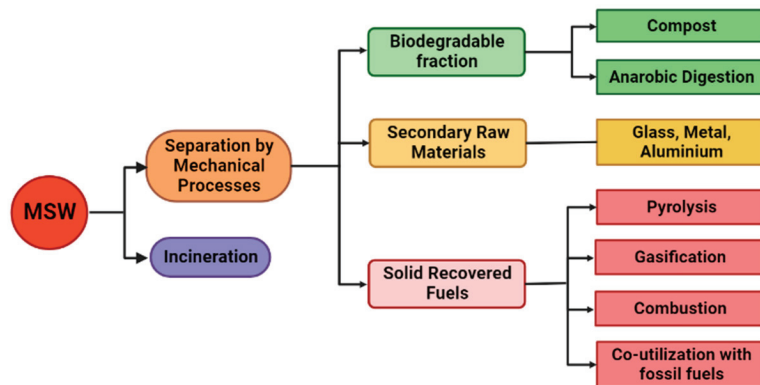 MSW
Separation by
Mechanical
Processes
Incineration
Biodegradable
fraction
Secondary Raw
Materials
Solid Recovered
Fuels
Compost
Anarobic Digestion
Glass, Metal,
Aluminium
Pyrolysis
Gasification
Combustion
Co-utilization with
fossil fuels